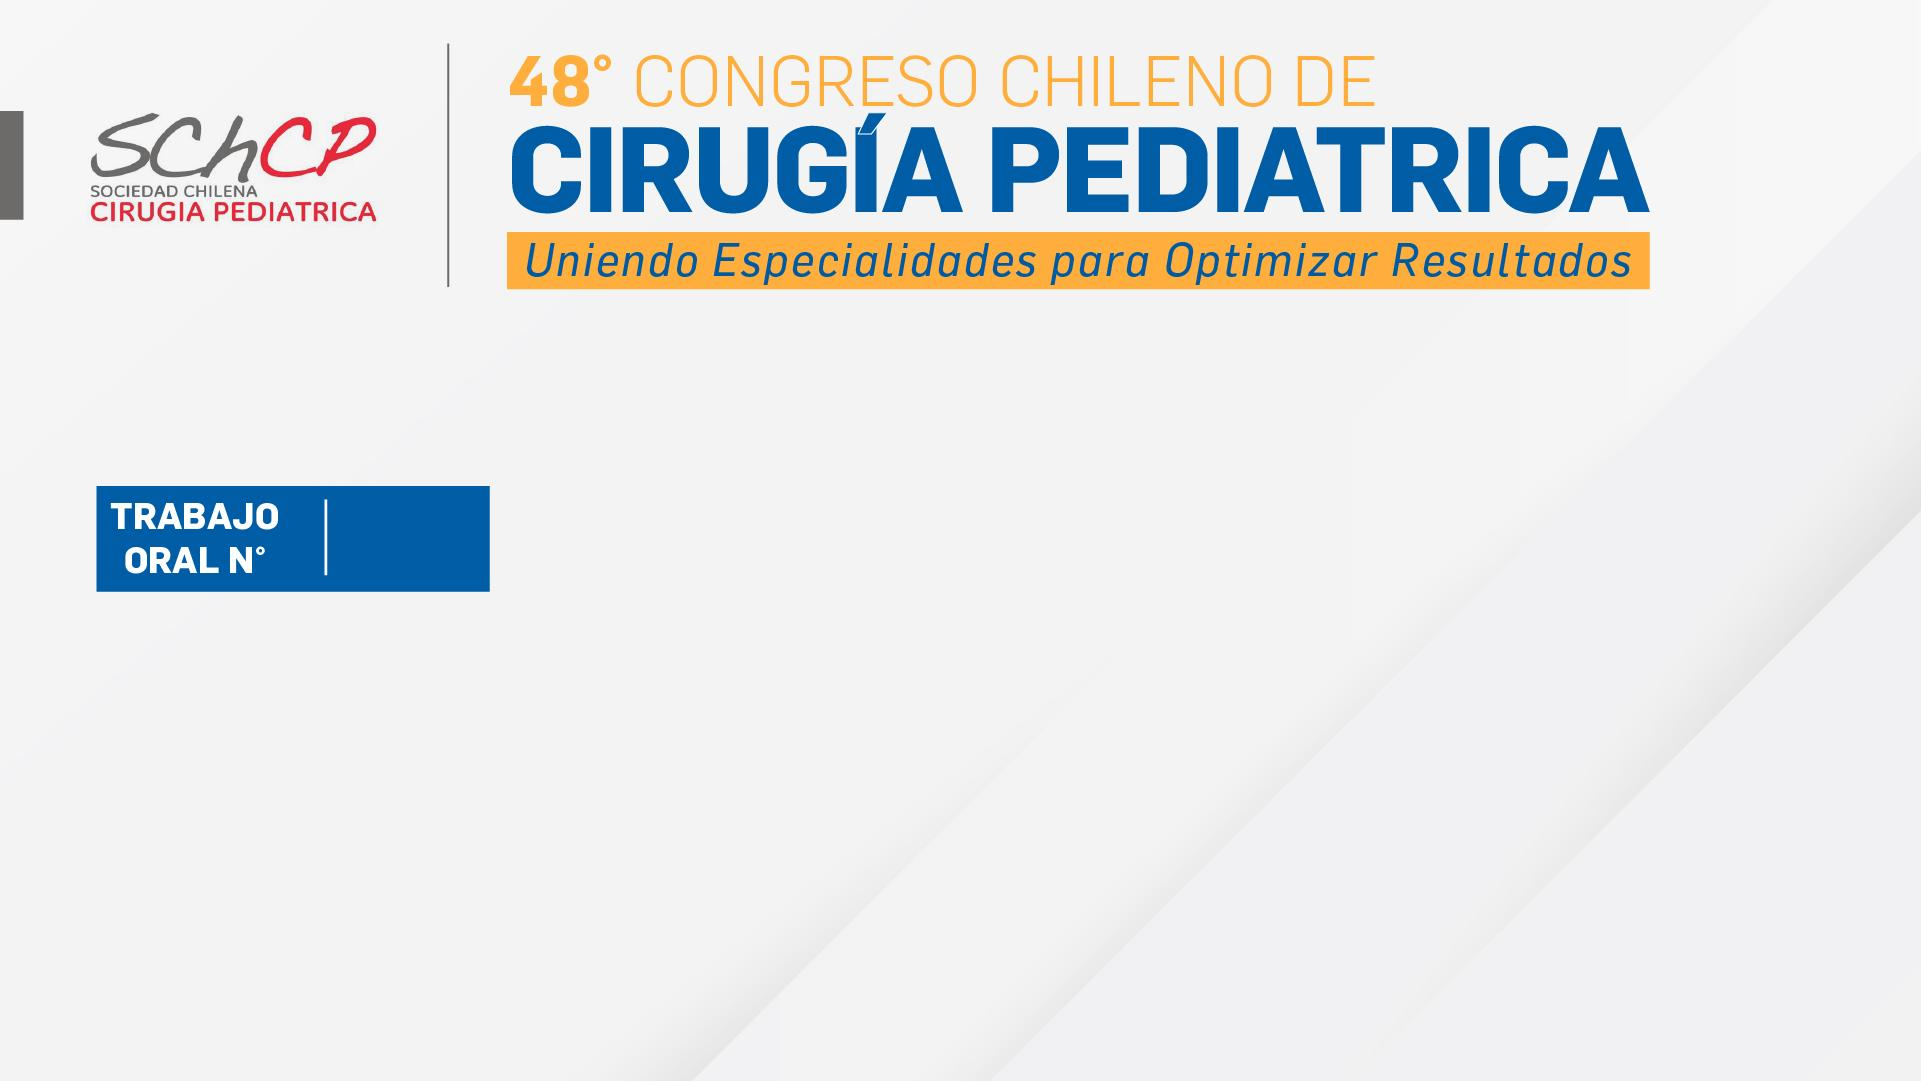 SChCP
SOCIEDAD CHILENA
CIRUGIA PEDIATRICA
48° CONGRESO CHILENO DE
CIRUGÍA PEDIATRICA
Uniendo Especialidades para Optimizar Resultados
TRABAJO
ORAL N°